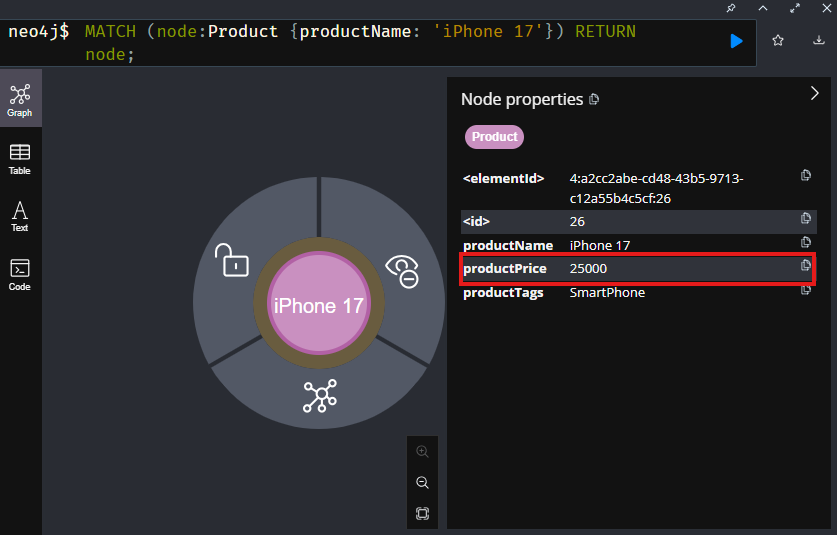 neo4j$ MATCH (node:Product {productName: 'iPhone 17'}) RETURN
node;
Graph
Table
Text
Code
iPhone 17
Node properties
Product
<elementId> 4:a2cc2abe-cd48-43b5-9713-
c12a55b4c5cf:26
<id> 26
productName iPhone 17
productPrice 25000
productTags SmartPhone